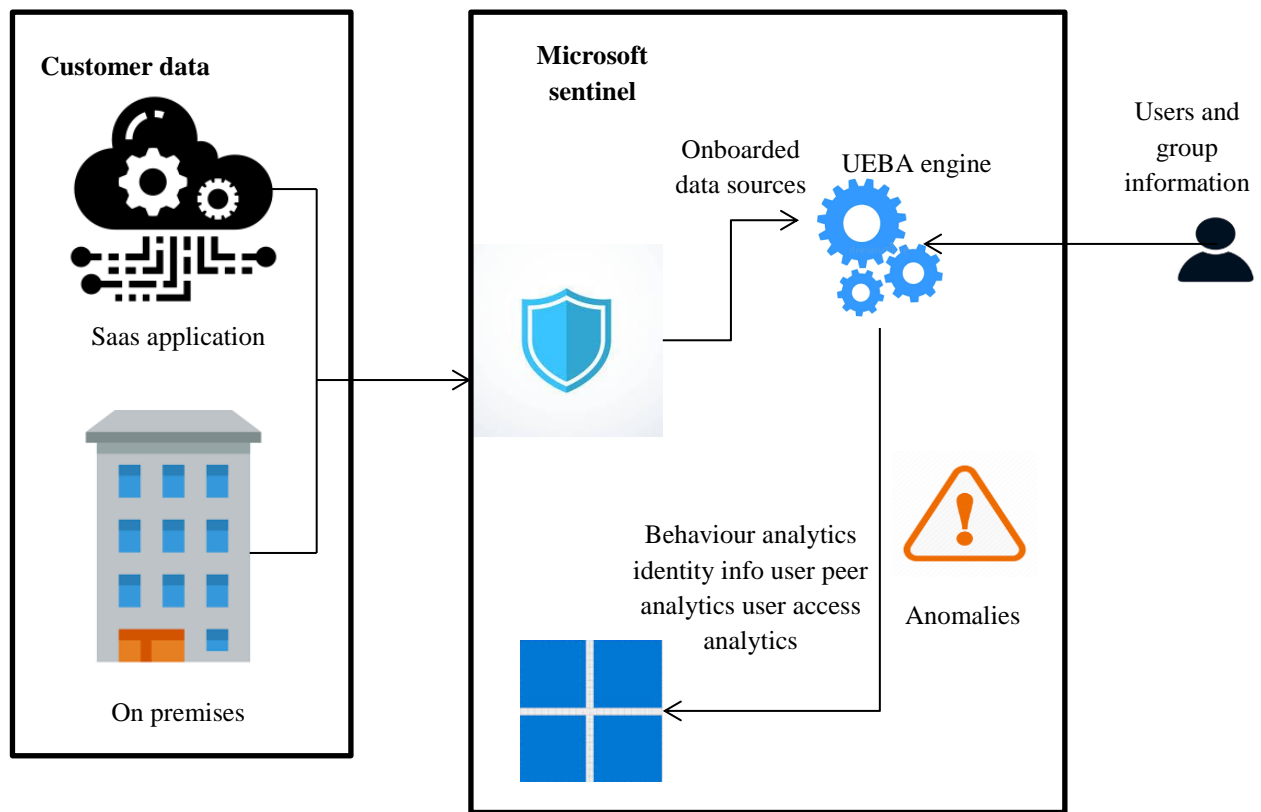 Customer data
Saas application
On premises
Microsoft
sentinel
Onboarded
data sources
UEBA engine
Users and
group
information
Behaviour analytics
identity info user peer
analytics user access
analytics
Anomalies